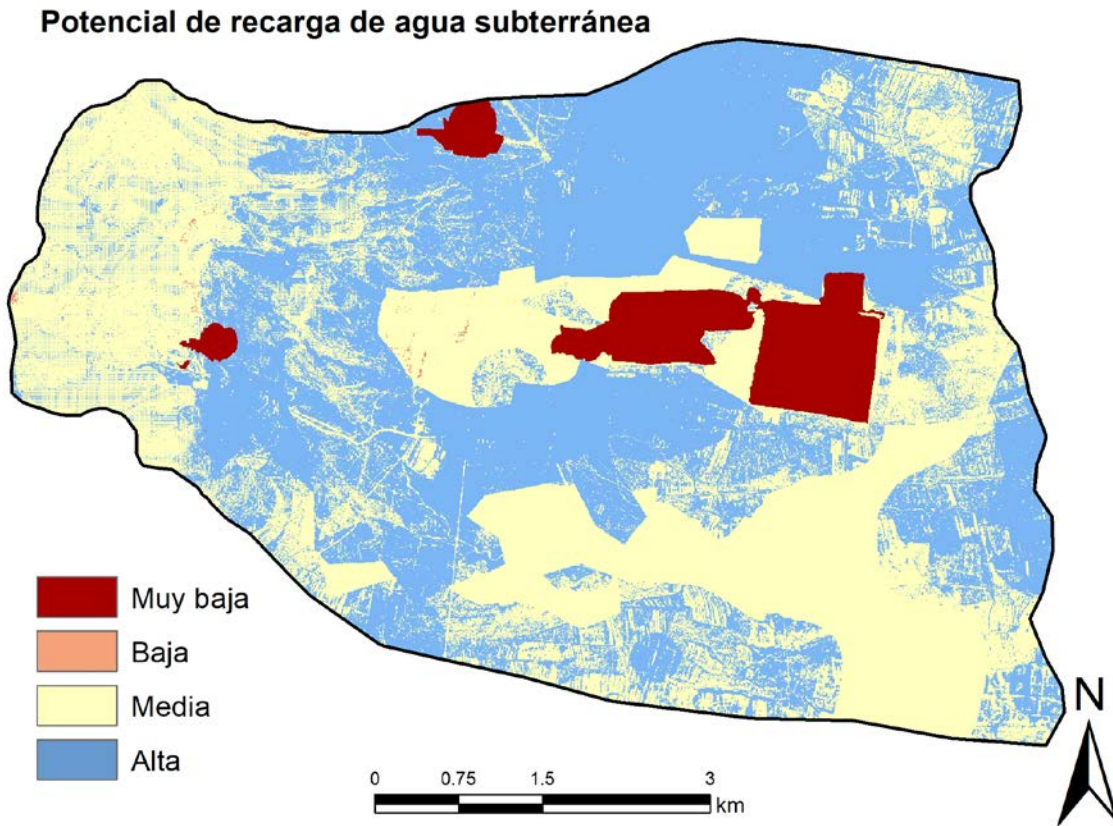 Potencial de recarga de agua subterránea
Muy baja
Baja
Media
Alta
0 0.75 1.5 3
km
N